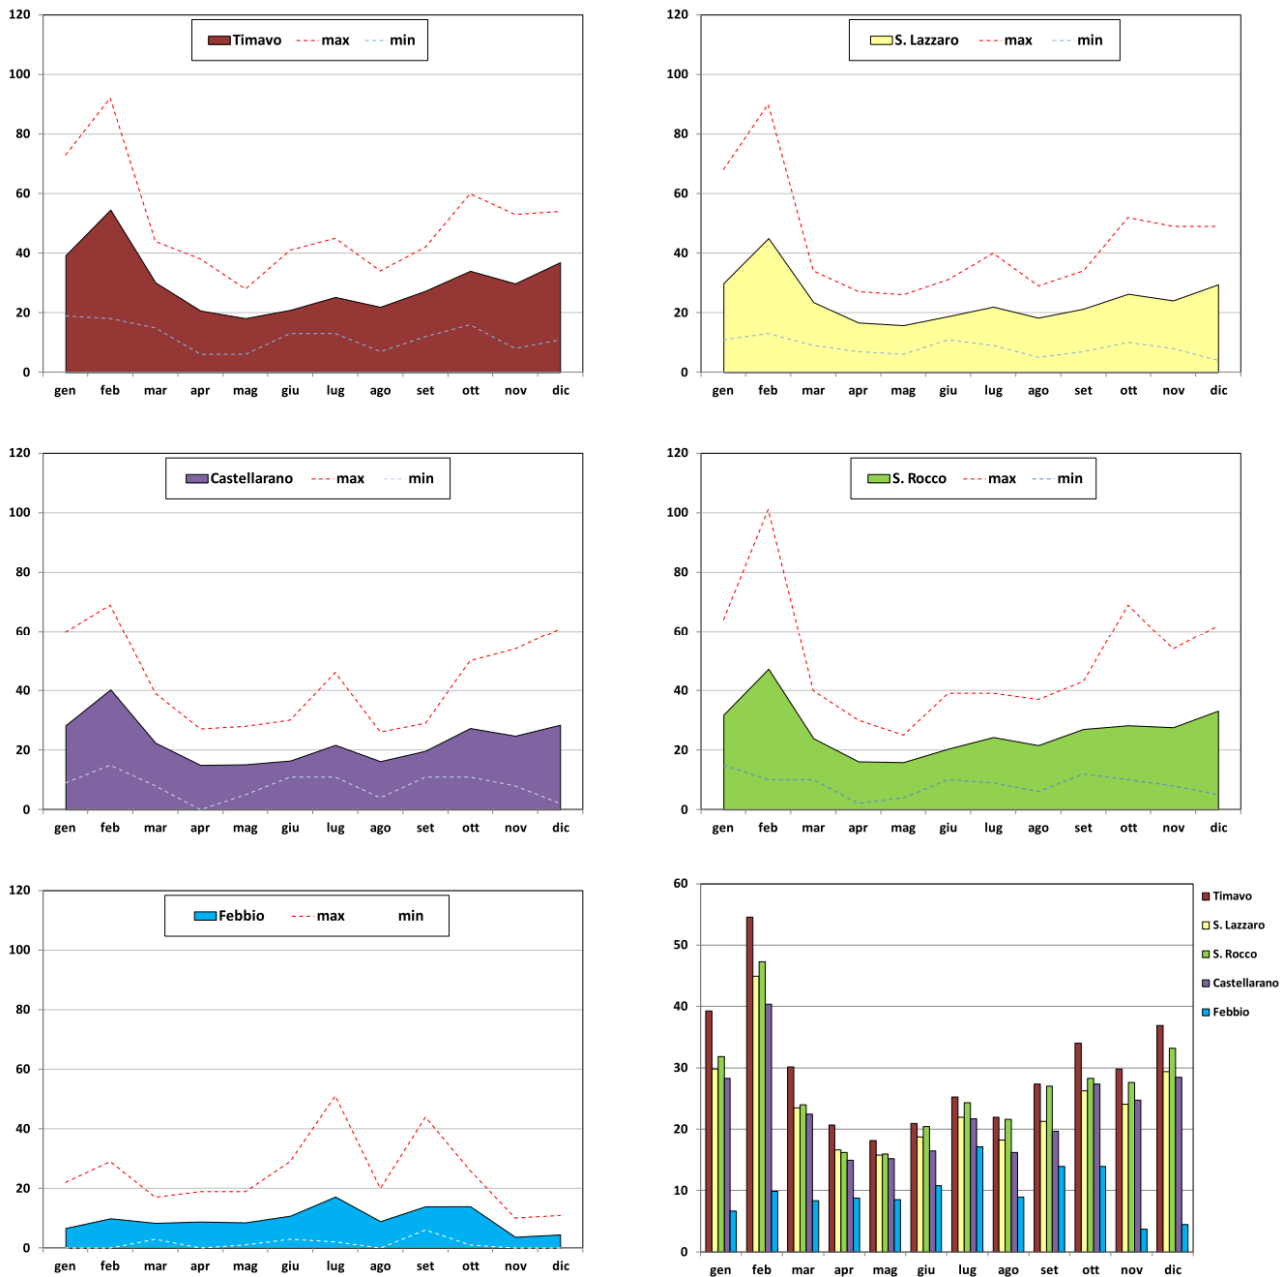 Timavo max min
120
100
80
60
40
20
0
gen feb mar apr mag giu lug ago set ott nov dic
S. Lazzaro max min
120
100
80
60
40
20
0
gen feb mar apr mag giu lug ago set ott nov dic
Castellarano max min
120
100
80
60
40
20
0
gen feb mar apr mag giu lug ago set ott nov dic
S. Rocco max min
120
100
80
60
40
20
0
gen feb mar apr mag giu lug ago set ott nov dic
Febbio max min
120
100
80
60
40
20
0
gen feb mar apr mag giu lug ago set ott nov dic
60
50
40
30
20
10
0
gen feb mar apr mag giu lug ago set ott nov dic
Timavo
S. Lazzaro
S. Rocco
Castellarano
Febbio